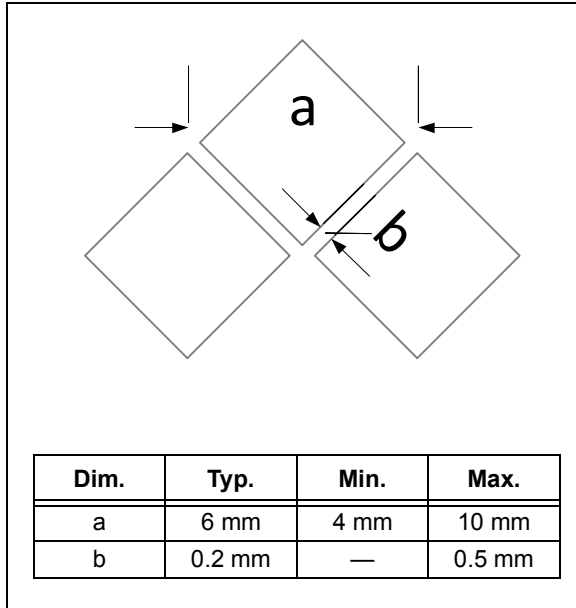 a
b
Dim. Typ. Min. Max.
a 6 mm 4 mm 10 mm
b 0.2 mm — 0.5 mm